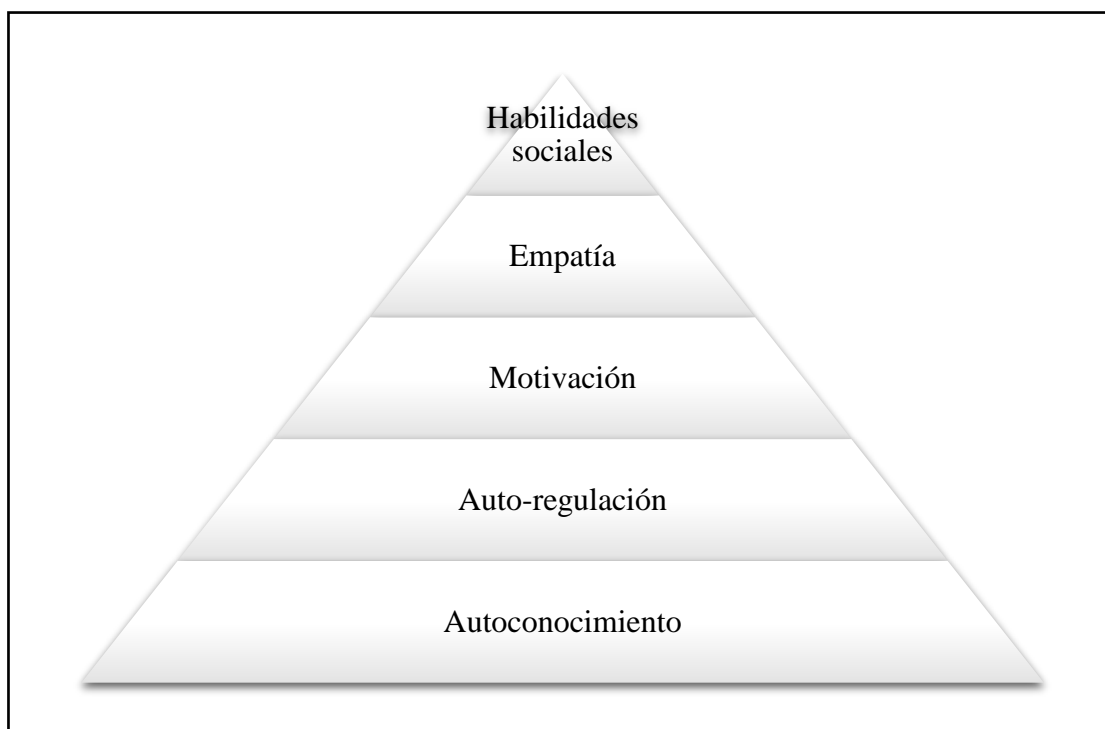 Habilidades
sociales
Empatía
Motivación
Auto-regulación
Autoconocimiento